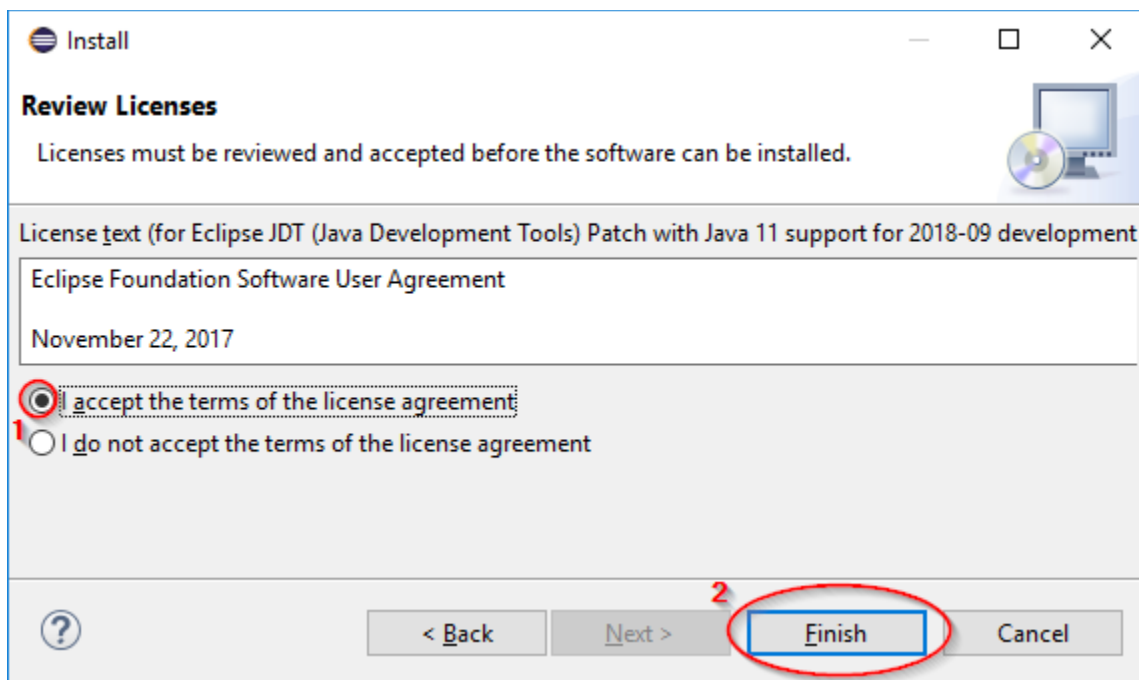 Install
Review Licenses
Licenses must be reviewed and accepted before the software can be installed.
License text (for Eclipse JDT (Java Development Tools) Patch with Java 11 support for 2018-09 development
Eclipse Foundation Software User Agreement
November 22, 2017
I accept the terms of the license agreement
1
I do not accept the terms of the license agreement
2
?
< Back
Next >
Finish
Cancel